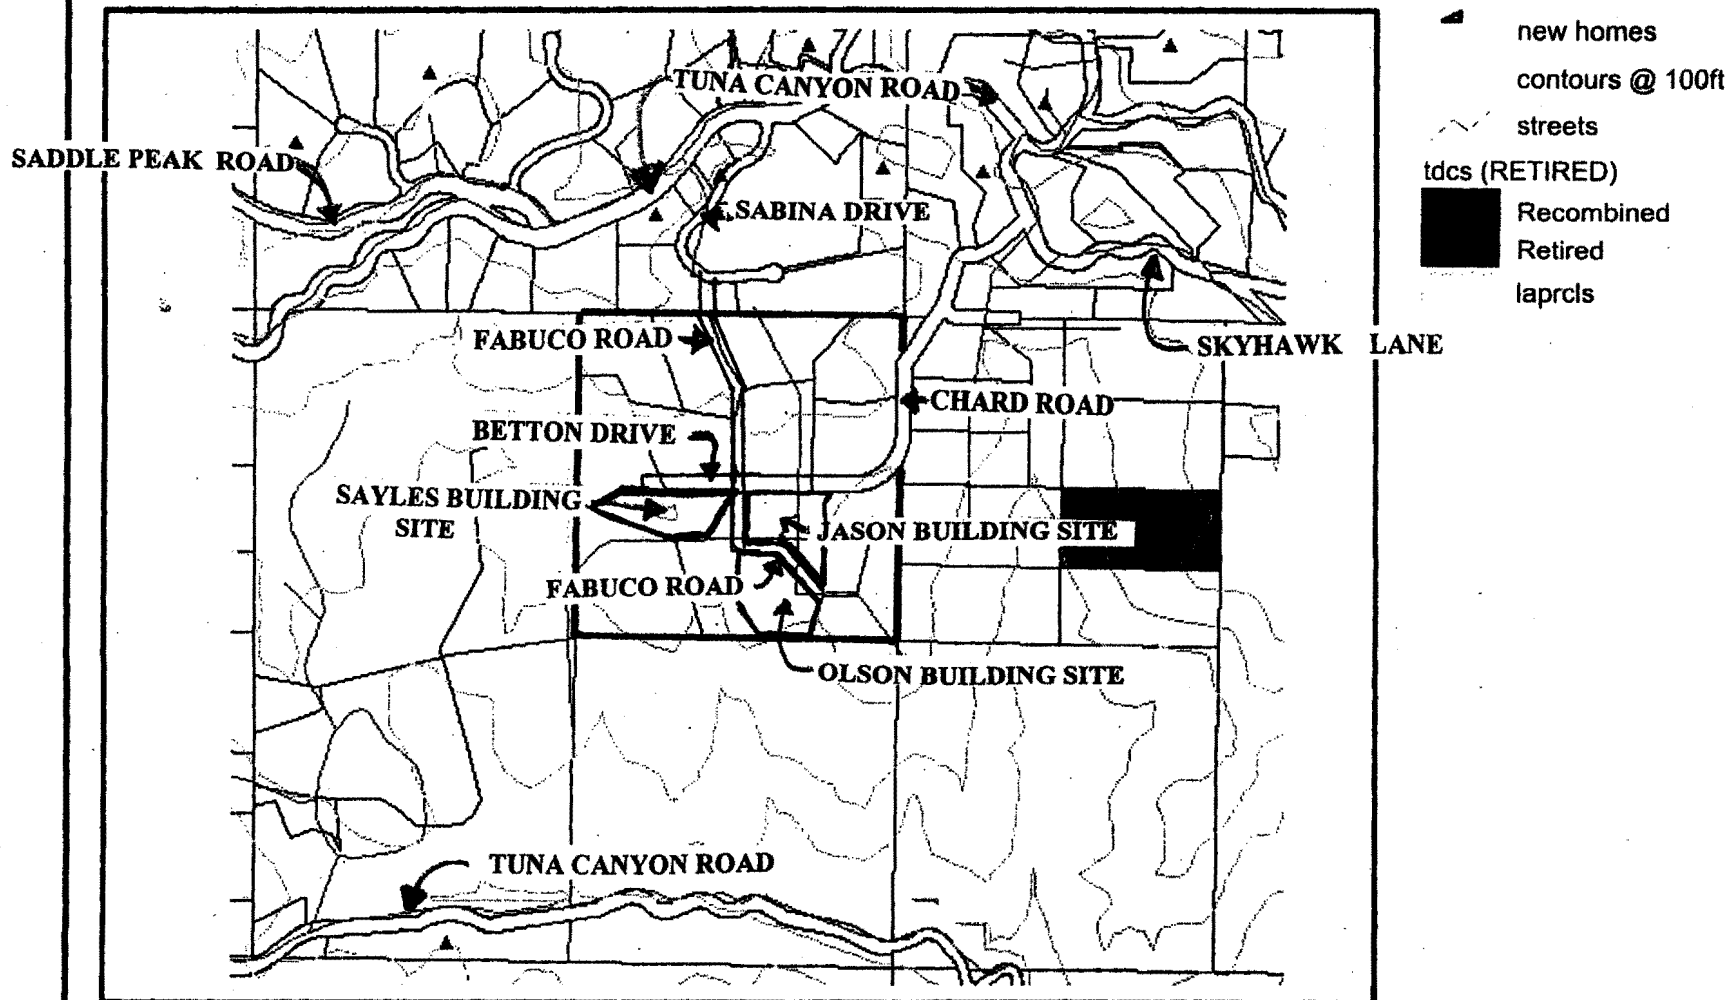 new homes
contours @ 100ft
streets
tdcs (RETIRED)
Recombined
Retired
laprcls
TUNA CANYON ROAD
SADDLE PEAK ROAD
SABINA DRIVE
FABUCO ROAD
SKYHAWK LANE
CHARD ROAD
BETTON DRIVE
SAYLES BUILDING
SITE
JASON BUILDING SITE
FABUCO ROAD
OLSON BUILDING SITE
TUNA CANYON ROAD